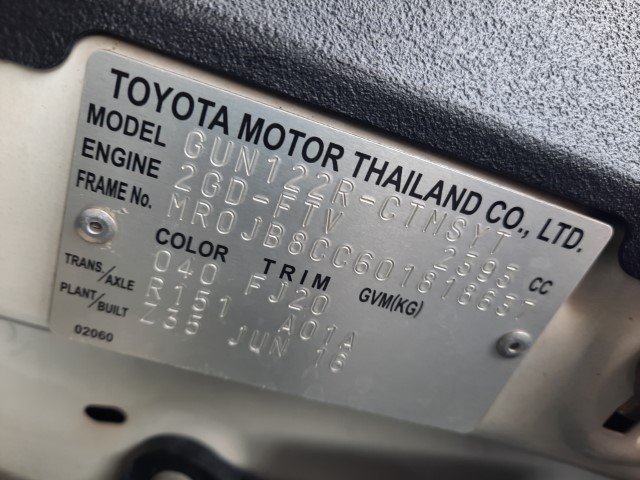 TOYOTA MOTOR THAILAND CO., LTD.
MODEL GUN122R-CTMSYT
ENGINE 2GD-FTV 2393 CC
FRAME No. MR0JB8CC601818637
COLOR TRIM GVM(KG)
040 FJ20
TRANS/AXLE R151 A01A
PLANT/BUILT Z35 JUN 16
02060